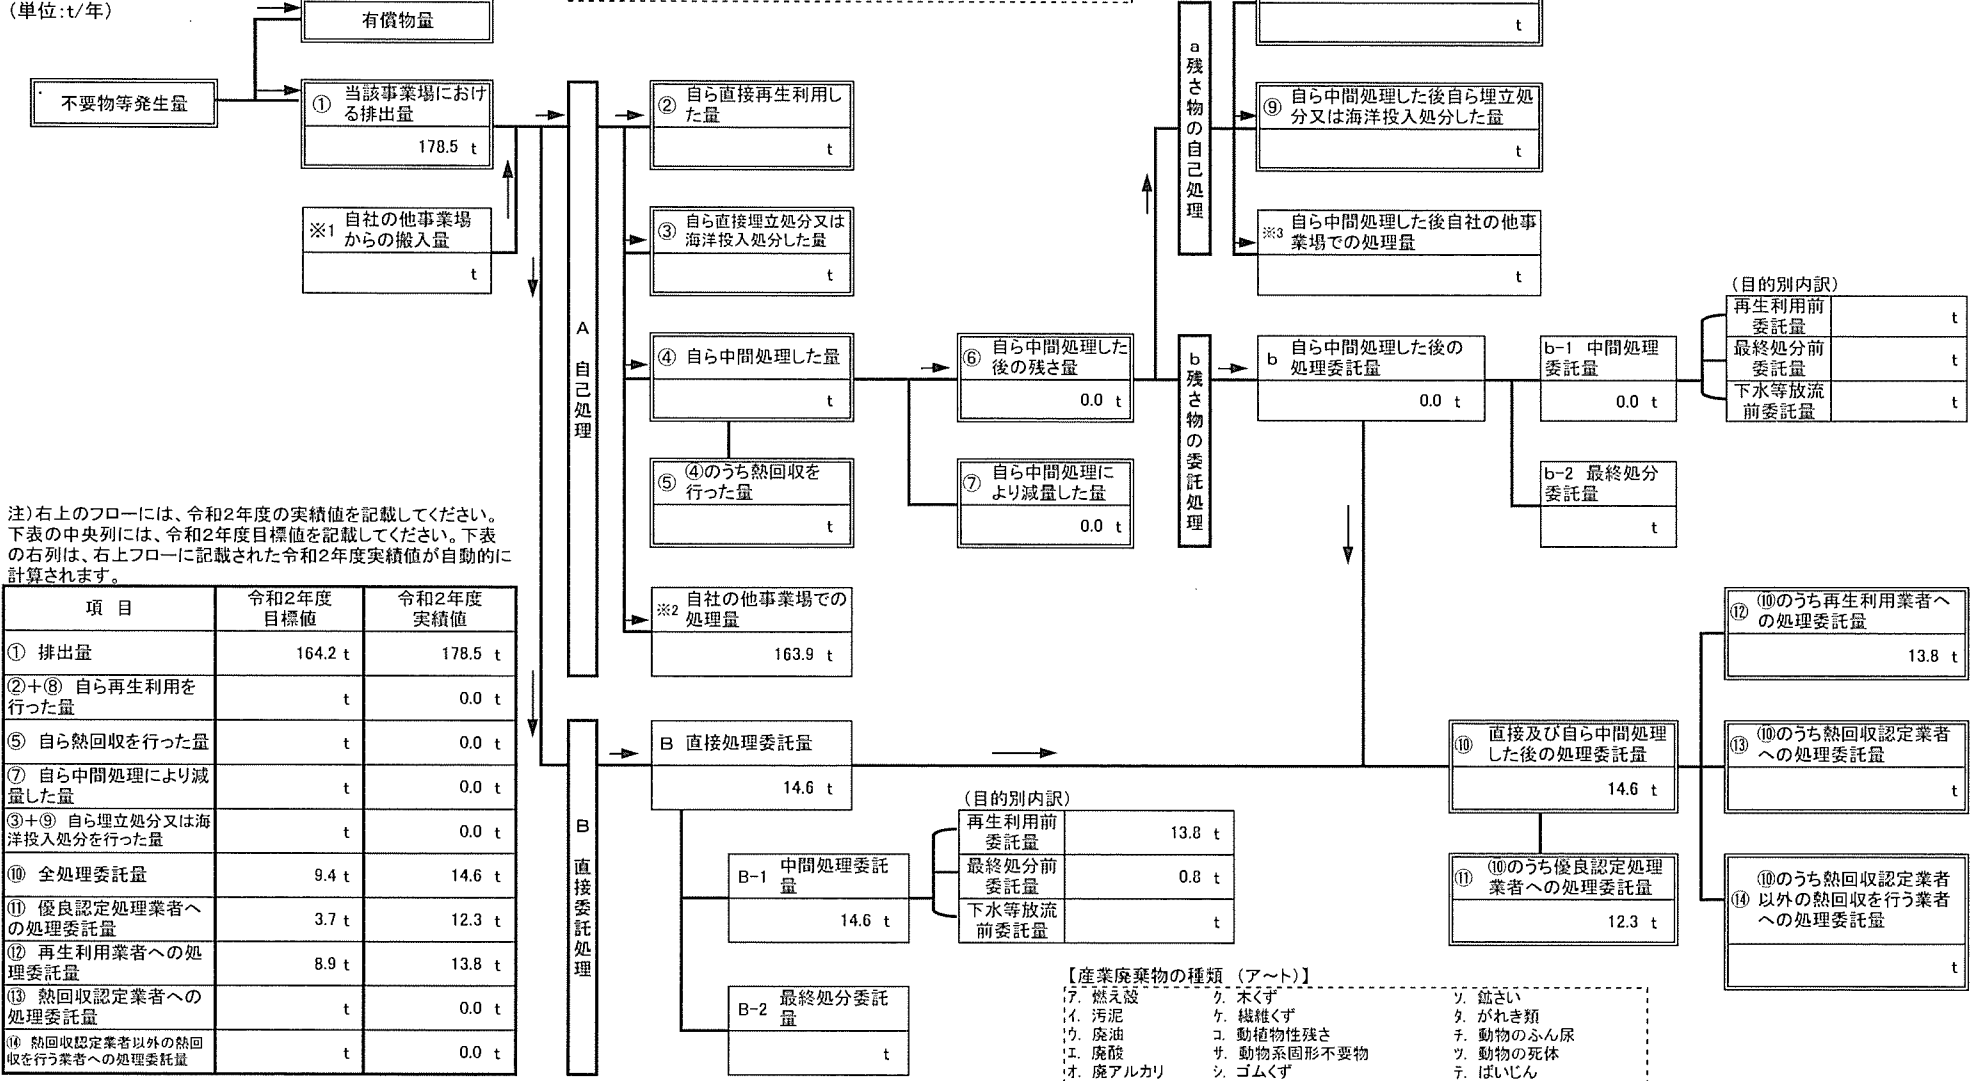 (単位:t/年)
有償物量
不要物等発生量
① 当該事業場におけ
る排出量
178.5 t
※1 自社の他事業場
からの搬入量
t
A 自己処理
② 自ら直接再生利用し
た量
t
③ 自ら直接埋立処分又は
海洋投入処分した量
t
④ 自ら中間処理した量
t
⑤ ④のうち熱回収を
行った量
t
※2 自社の他事業場での
処理量
163.9 t
⑥ 自ら中間処理した
後の残さ量
0.0 t
⑦ 自ら中間処理に
より減量した量
0.0 t
a残さ物の自己処理
t
⑨ 自ら中間処理した後自ら埋立処
分又は海洋投入処分した量
t
※3 自ら中間処理した後自社の他事
業場での処理量
t
b残さ物の委託処理
b 自ら中間処理した後の
処理委託量
0.0 t
b-1 中間処理
委託量
0.0 t
b-2 最終処分
委託量
t
(目的別内訳)
再生利用前
委託量
t
最終処分前
委託量
t
下水等放流
前委託量
t
注)右上のフローには、令和2年度の実績値を記載してください。
下表の中央列には、令和2年度目標値を記載してください。下表
の右列は、右上フローに記載された令和2年度実績値が自動的に
計算されます。
項 目 令和2年度 令和2年度
目標値 実績値
① 排出量 164.2 t 178.5 t
②+⑧ 自ら再生利用を
行った量 t 0.0 t
⑤ 自ら熱回収を行った量 t 0.0 t
⑦ 自ら中間処理により減
量した量 t 0.0 t
③+⑨ 自ら埋立処分又は海
洋投入処分を行った量 t 0.0 t
⑩ 全処理委託量 9.4 t 14.6 t
⑪ 優良認定処理業者へ
の処理委託量 3.7 t 12.3 t
⑫ 再生利用業者への処
理委託量 8.9 t 13.8 t
⑬ 熱回収認定業者への
処理委託量 t 0.0 t
⑭ 熱回収認定業者以外の熱回
収を行う業者への処理委託量 t 0.0 t
B 直接委託処理
B 直接処理委託量
14.6 t
B-1 中間処理委託
量
14.6 t
B-2 最終処分委託
量
t
(目的別内訳)
再生利用前
委託量
13.8 t
最終処分前
委託量
0.8 t
下水等放流
前委託量
t
⑩ 直接及び自ら中間処理
した後の処理委託量
14.6 t
⑪ ⑩のうち優良認定処理
業者への処理委託量
12.3 t
⑫ ⑩のうち再生利用業者へ
の処理委託量
13.8 t
⑬ ⑩のうち熱回収認定業者
への処理委託量
t
⑭ ⑩のうち熱回収認定業者
以外の熱回収を行う業者
への処理委託量
t
【産業廃棄物の種類 (ア~ト)】
ア. 燃え殻 ク. 木くず ソ. 鉱さい
イ. 汚泥 ケ. 繊維くず タ. がれき類
ウ. 廃油 コ. 動植物性残さ チ. 動物のふん尿
エ. 廃酸 サ. 動物系固形不要物 ツ. 動物の死体
オ. 廃アルカリ シ. ゴムくず テ. ばいじん